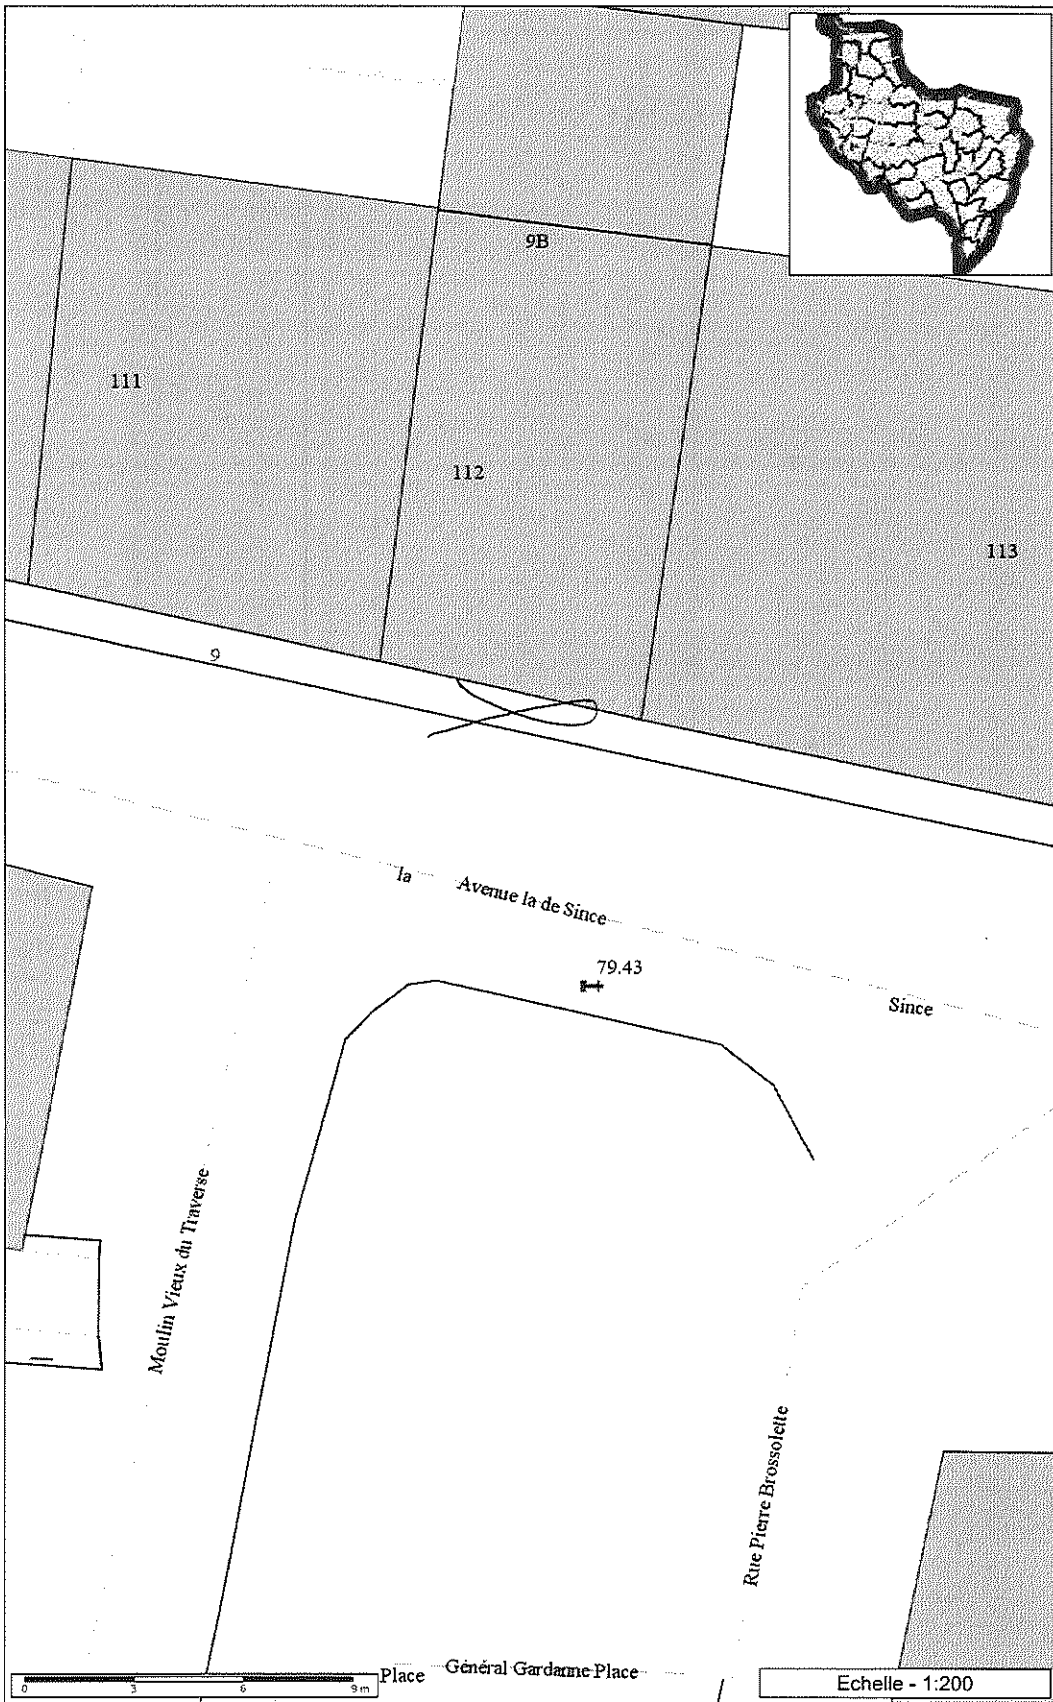 9B
111
112
113
9
la
Avenue la de Since
79.43
Since
Moulin Vieux du Traverse
Rue Pierre Brossolette
Place
Général Gardanne Place
0 3 6 9 m
Echelle - 1:200